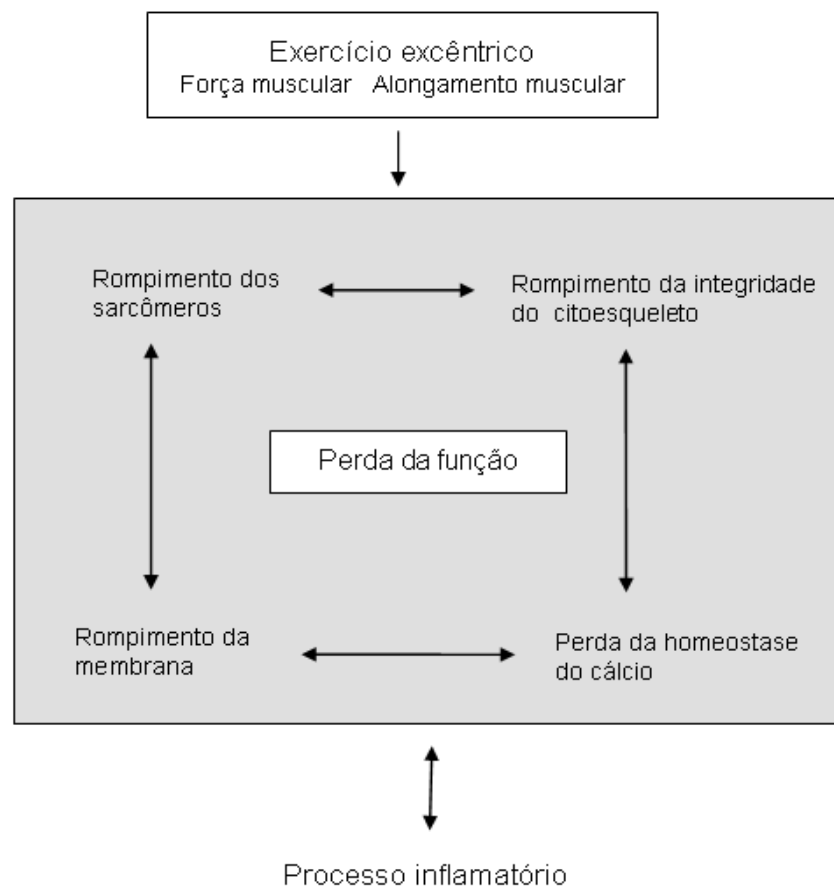 Exercício excêntrico
Força muscular Alongamento muscular
Rompimento dos
sarcômeros
Rompimento da integridade
do citoesqueleto
Perda da função
Rompimento da
membrana
Perda da homeostase
do cálcio
Processo inflamatório